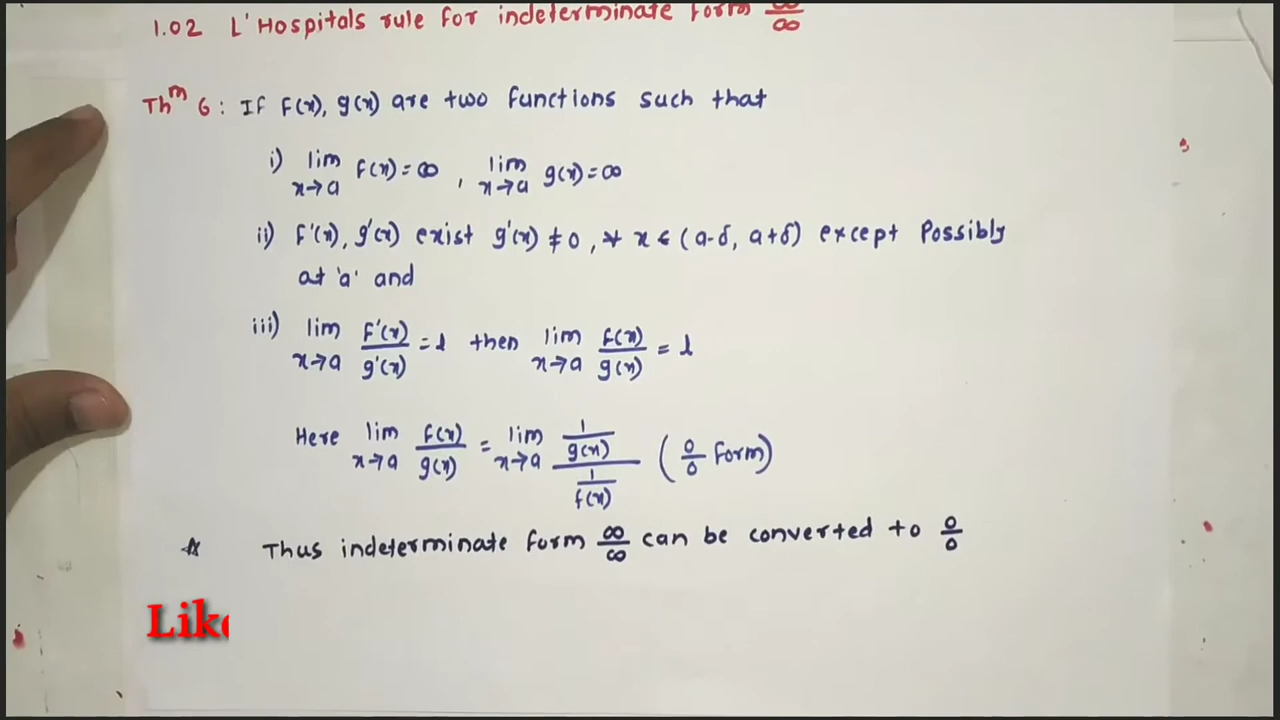 1.02 L'Hospitals rule for indeterminate form ∞/∞
Thm 6: If f(x), g(x) are two functions such that
i) lim x→a f(x)=∞, lim x→a g(x)=∞
ii) f'(x), g'(x) exist g'(x) ≠ 0, ∀ x ∈ (a-δ, a+δ) except possibly
at 'a' and
iii) lim x→a f'(x)/g'(x) = l then lim x→a f(x)/g(x) = l
Here lim x→a f(x)/g(x) = lim x→a (1/g(x))/(1/f(x)) (0/0 form)
☆ Thus indeterminate form ∞/∞ can be converted to 0/0
Like